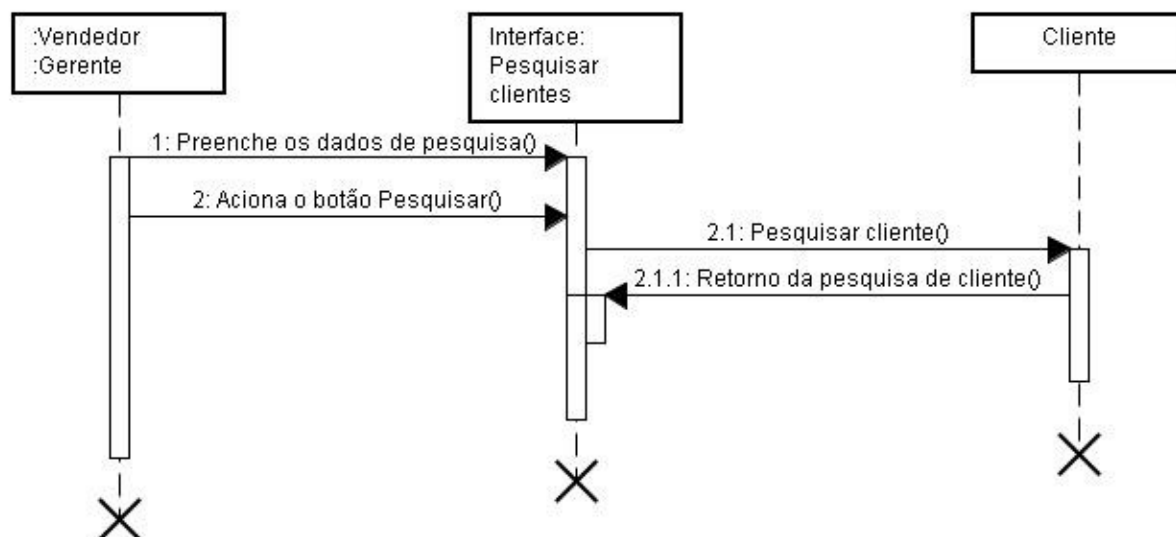 :Vendedor
:Gerente
Interface:
Pesquisar
clientes
Cliente
1: Preenche os dados de pesquisa()
2: Aciona o botão Pesquisar()
2.1: Pesquisar cliente()
2.1.1: Retorno da pesquisa de cliente()